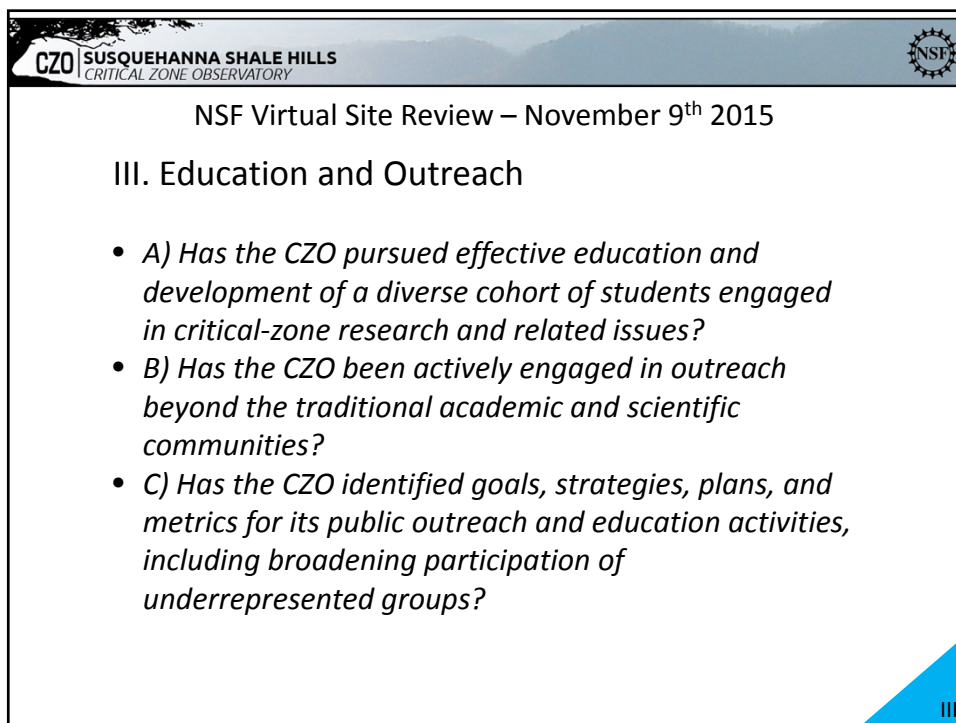 CZO SUSQUEHANNA SHALE HILLS
CRITICAL ZONE OBSERVATORY
NSF
NSF Virtual Site Review – November 9th 2015
III. Education and Outreach
• A) Has the CZO pursued effective education and
development of a diverse cohort of students engaged
in critical-zone research and related issues?
• B) Has the CZO been actively engaged in outreach
beyond the traditional academic and scientific
communities?
• C) Has the CZO identified goals, strategies, plans, and
metrics for its public outreach and education activities,
including broadening participation of
underrepresented groups?
III